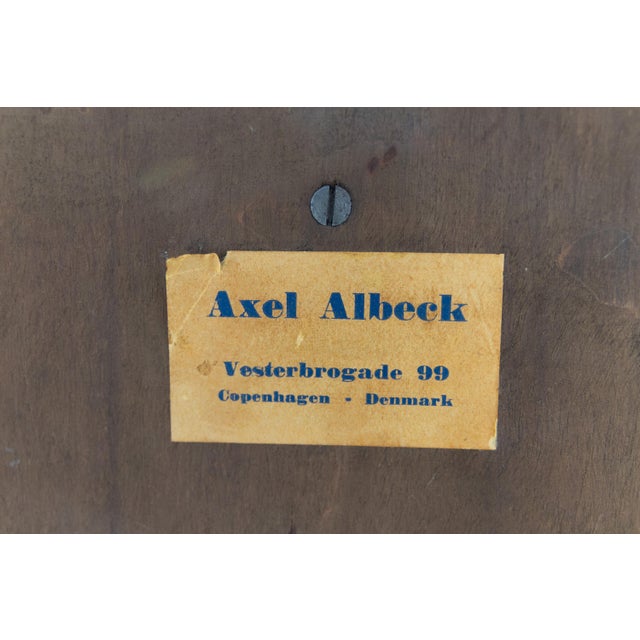 Axel Albeck
Vesterbrogade 99
Copenhagen - Denmark